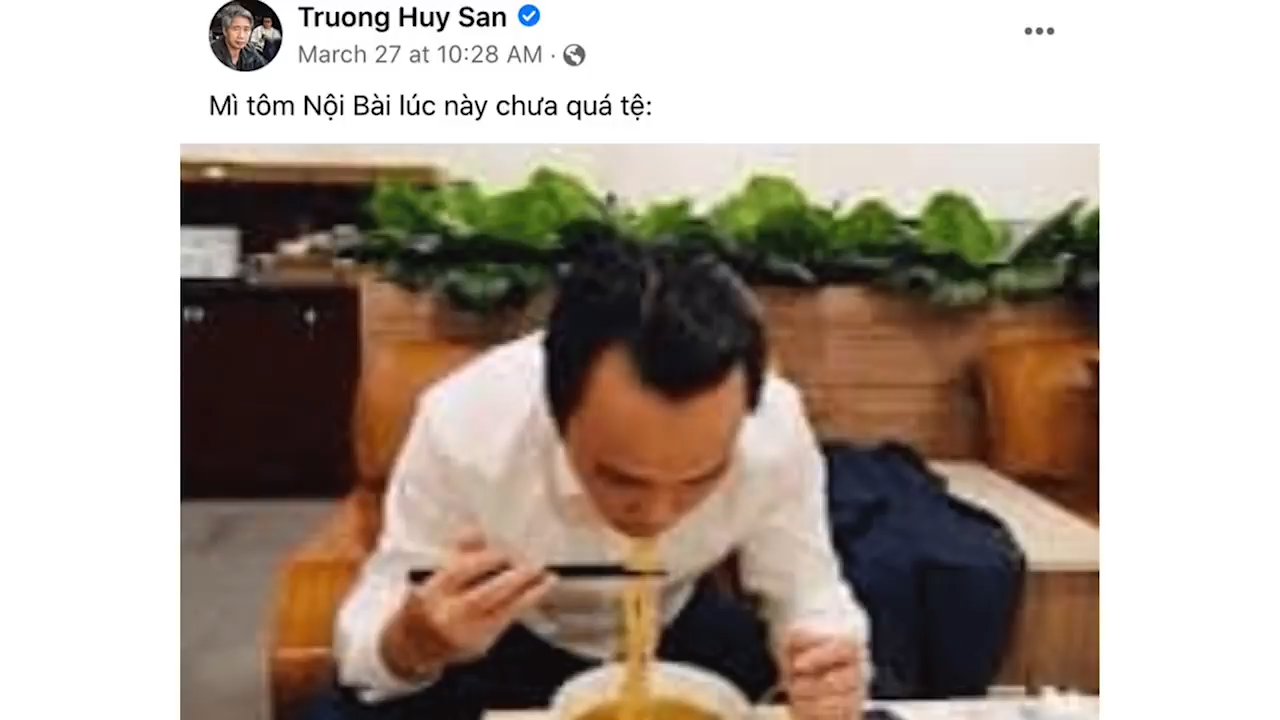 Truong Huy San
March 27 at 10:28 AM ·
Mì tôm Nội Bài lúc này chưa quá tệ: